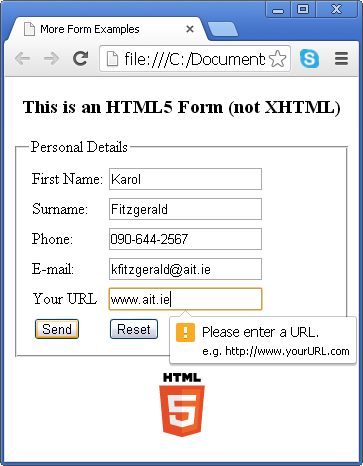 More Form Examples
file:///C:/Document
This is an HTML5 Form (not XHTML)
Personal Details
First Name: Karol
Surname: Fitzgerald
Phone: 090-644-2567
E-mail: kfitzgerald@ait.ie
Your URL www.ait.ie
Send Reset
Please enter a URL.
e.g. http://www.yourURL.com
HTML
5